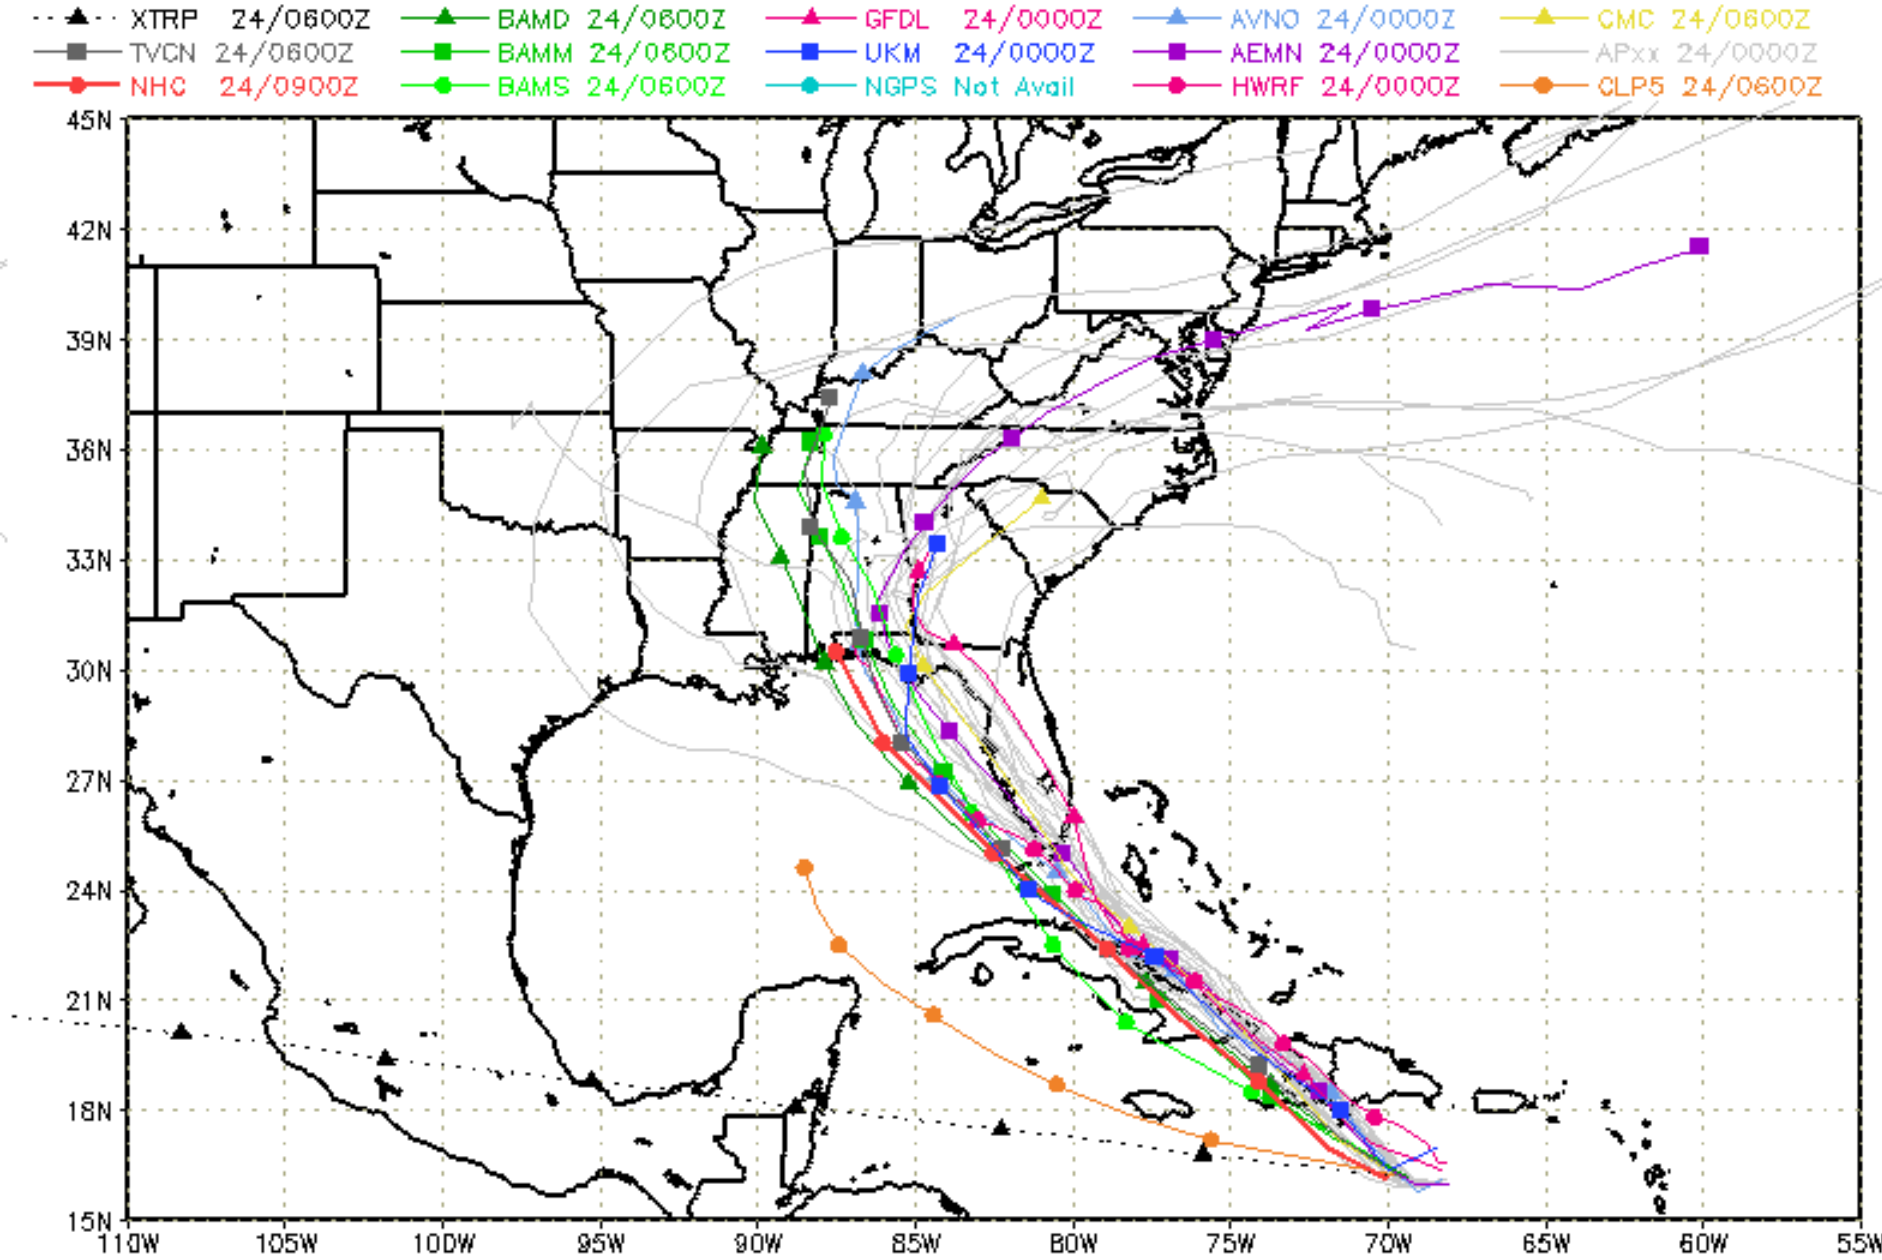 XTRP 24/0600Z BAMD 24/0600Z GFDL 24/0000Z AVNO 24/0000Z CMC 24/0600Z
TVCN 24/0600Z BAMM 24/0600Z UKM 24/0000Z AEMN 24/0000Z APxx 24/0000Z
NHC 24/0900Z BAMS 24/0600Z NGPS Not Avail HWRF 24/0000Z CLP5 24/0600Z
45N
42N
39N
36N
33N
30N
27N
24N
21N
18N
15N
110W 105W 100W 95W 90W 85W 80W 75W 70W 65W 60W 55W